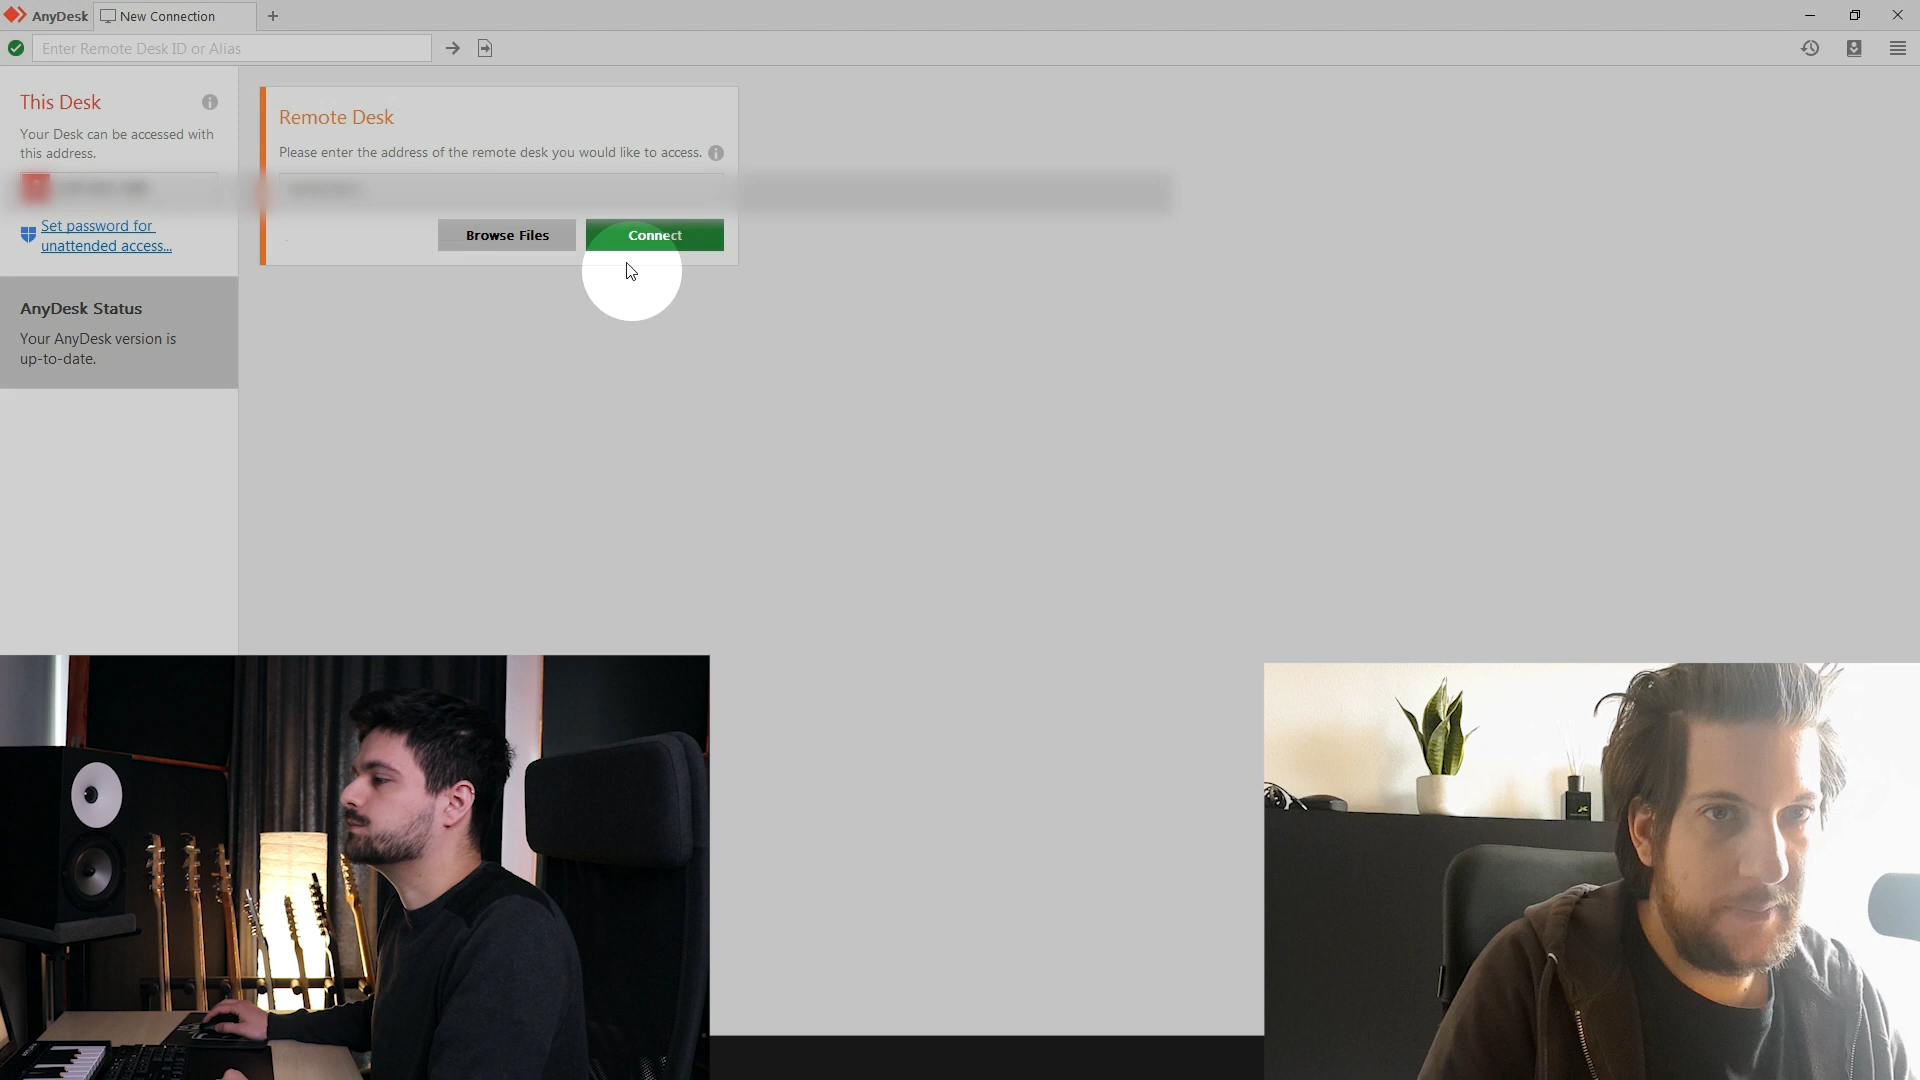 AnyDesk
New Connection
Enter Remote Desk ID or Alias
This Desk
Your Desk can be accessed with
this address.
Set password for
unattended access...
AnyDesk Status
Your AnyDesk version is
up-to-date.
Remote Desk
Please enter the address of the remote desk you would like to access.
Browse Files
Connect